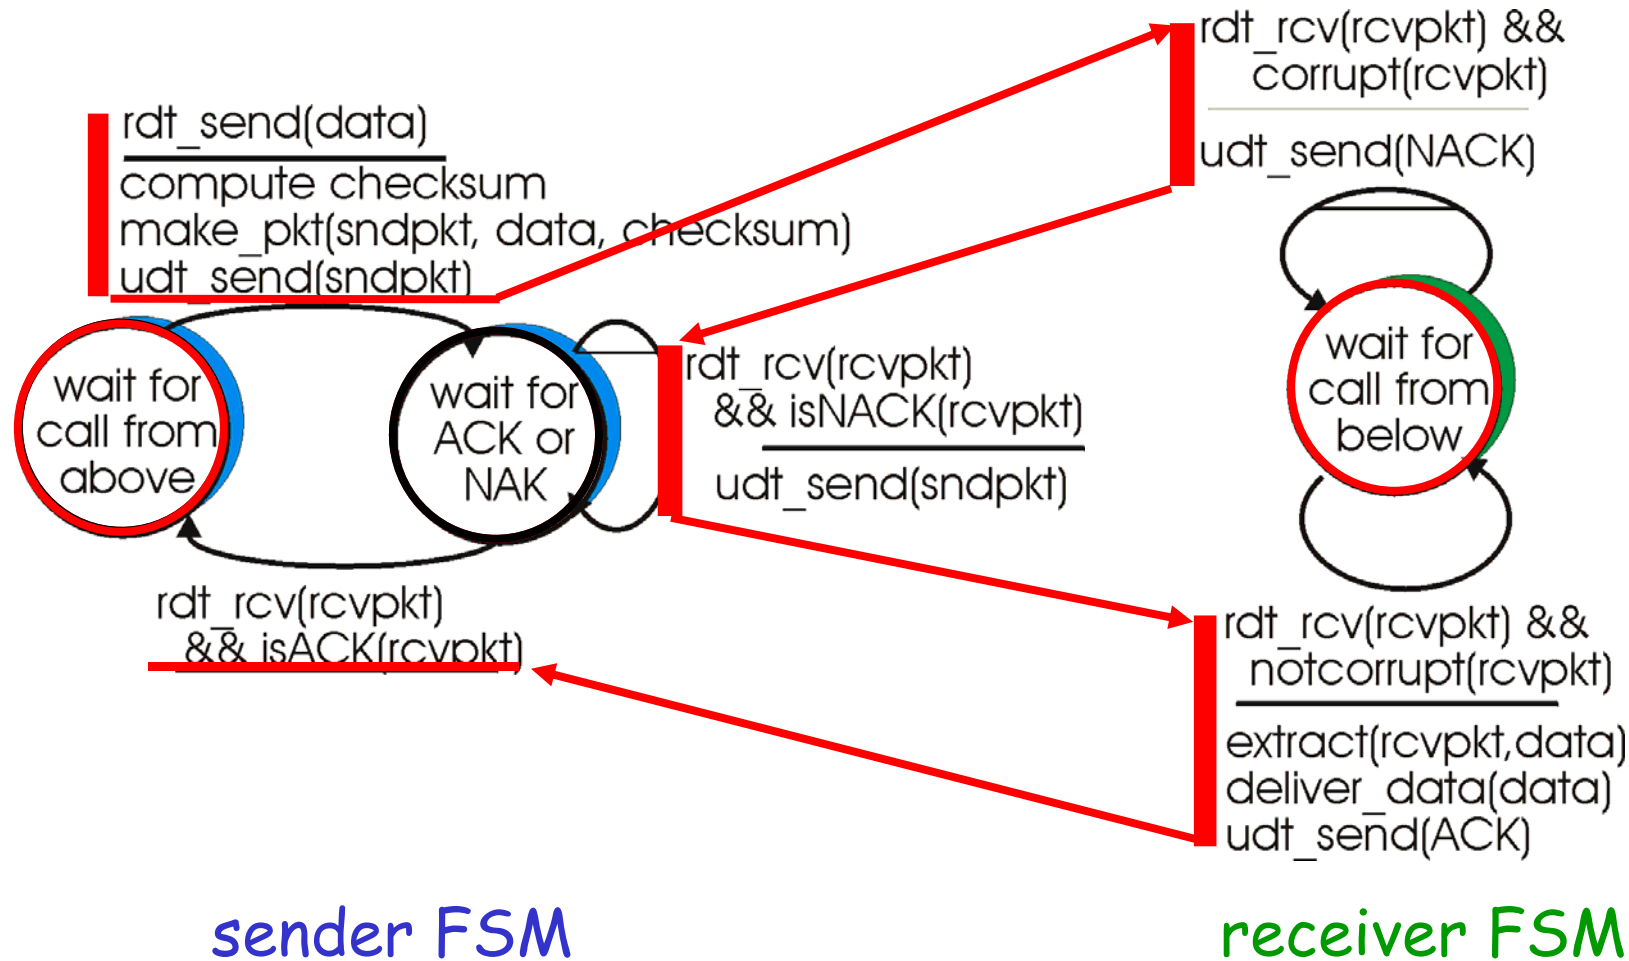 rdt_send(data)
compute checksum
make_pkt(sndpkt, data, checksum)
udt_send(sndpkt)
wait for
call from
above
wait for
ACK or
NAK
rdt_rcv(rcvpkt)
&& isNACK(rcvpkt)
udt_send(sndpkt)
rdt_rcv(rcvpkt)
&& isACK(rcvpkt)
sender FSM
rdt_rcv(rcvpkt) &&
corrupt(rcvpkt)
udt_send(NACK)
wait for
call from
below
rdt_rcv(rcvpkt) &&
notcorrupt(rcvpkt)
extract(rcvpkt,data)
deliver_data(data)
udt_send(ACK)
receiver FSM